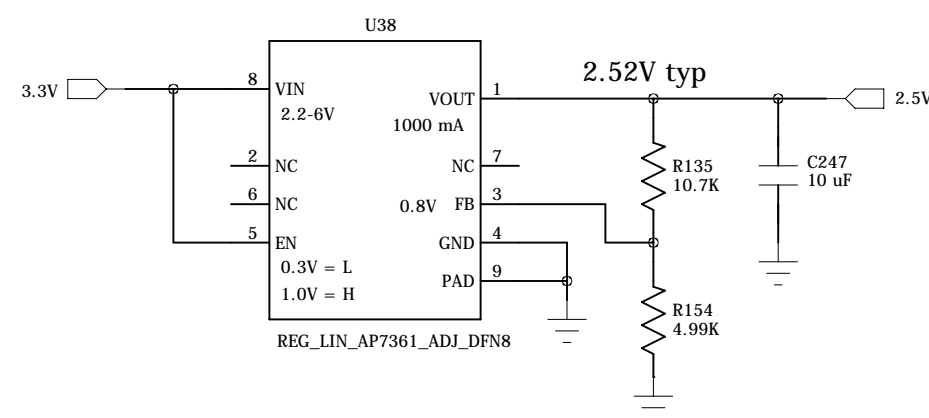 U38
2.52V typ
3.3V
8
VIN
2.2-6V
VOUT
1
1000 mA
2.5V
2
NC
NC
7
R135
10.7K
C247
10 uF
6
NC
0.8V
FB
3
5
EN
GND
4
0.3V = L
1.0V = H
PAD
9
R154
4.99K
REG_LIN_AP7361_ADJ_DFN8